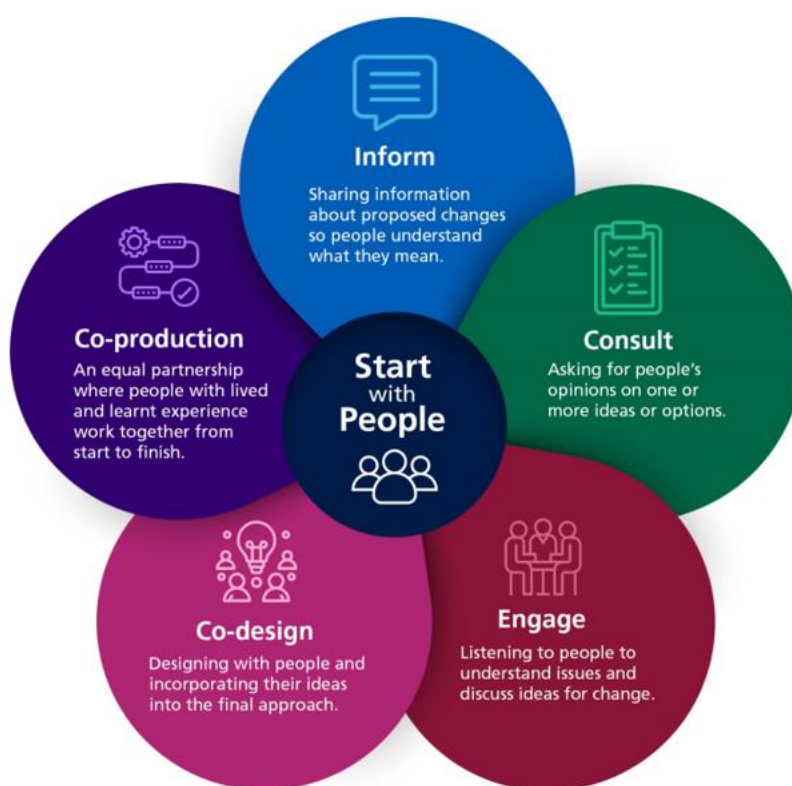 Inform
Sharing information
about proposed changes
so people understand
what they mean.
Consult
Asking for people's
opinions on one or
more ideas or options.
Engage
Listening to people to
understand issues and
discuss ideas for change.
Co-design
Designing with people and
incorporating their ideas
into the final approach.
Co-production
An equal partnership
where people with lived
and learnt experience
work together from
start to finish.
Start
with
People